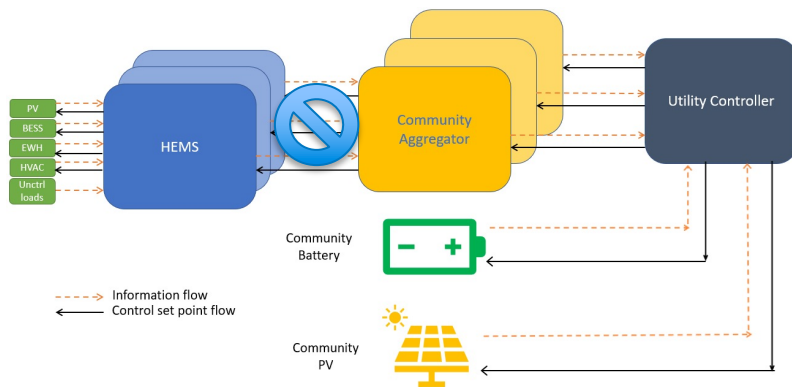 PV
BESS
EWH
HVAC
Unctrl
loads
HEMS
Community
Aggregator
Utility Controller
Community
Battery
Information flow
Control set point flow
Community
PV